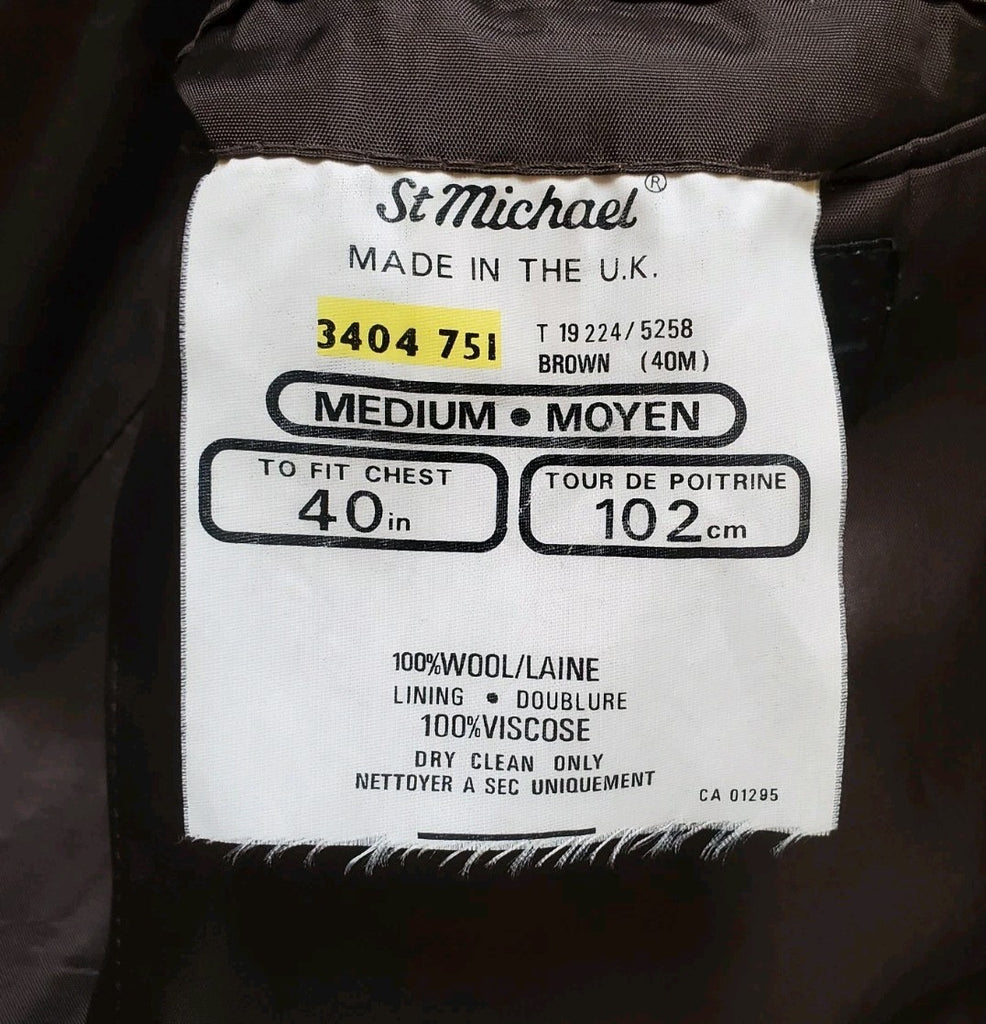 St Michael®
MADE IN THE U.K.
3404 751
T 19 224/5258
BROWN (40M)
MEDIUM • MOYEN
TO FIT CHEST
40in
TOUR DE POITRINE
102cm
100%WOOL/LAINE
LINING • DOUBLURE
100%VISCOSE
DRY CLEAN ONLY
NETTOYER A SEC UNIQUEMENT
CA 01295